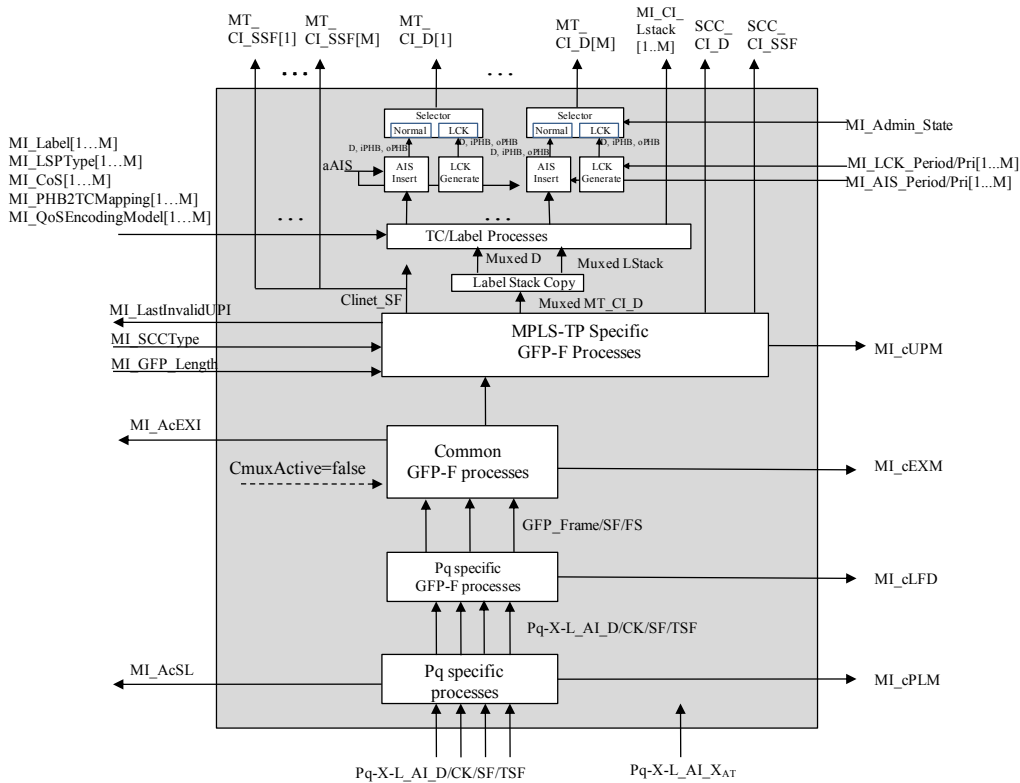 MT_ CI_SSF[1]
MT_ CI_SSF[M]
MT_ CI_D[1]
MT_ CI_D[M]
MI_CI_ Lstack [1..M]
SCC_ CI_D
SCC_ CI_SSF
...
...
Selector
Normal
LCK
Selector
Normal
LCK
MI_Admin_State
D, iPHB, oPHB
D, iPHB, oPHB
D, iPHB, oPHB
D, iPHB, oPHB
MI_Label[1…M]
MI_LSPType[1…M]
MI_CoS[1…M]
MI_PHB2TCMapping[1…M]
MI_QoSEncodingModel[1…M]
aAIS
AIS Insert
LCK Generate
AIS Insert
LCK Generate
MI_LCK_Period/Pri[1...M]
MI_AIS_Period/Pri[1...M]
...
...
TC/Label Processes
Muxed D
Muxed LStack
Label Stack Copy
Clinet_SF
Muxed MT_CI_D
MI_LastInvalidUPI
MI_SCCType
MI_GFP_Length
MPLS-TP Specific
GFP-F Processes
MI_cUPM
MI_AcEXI
Common
GFP-F processes
CmuxActive=false
MI_cEXM
GFP_Frame/SF/FS
Pq specific
GFP-F processes
MI_cLFD
Pq-X-L_AI_D/CK/SF/TSF
MI_AcSL
Pq specific
processes
MI_cPLM
Pq-X-L_AI_D/CK/SF/TSF
Pq-X-L_AI_XAT